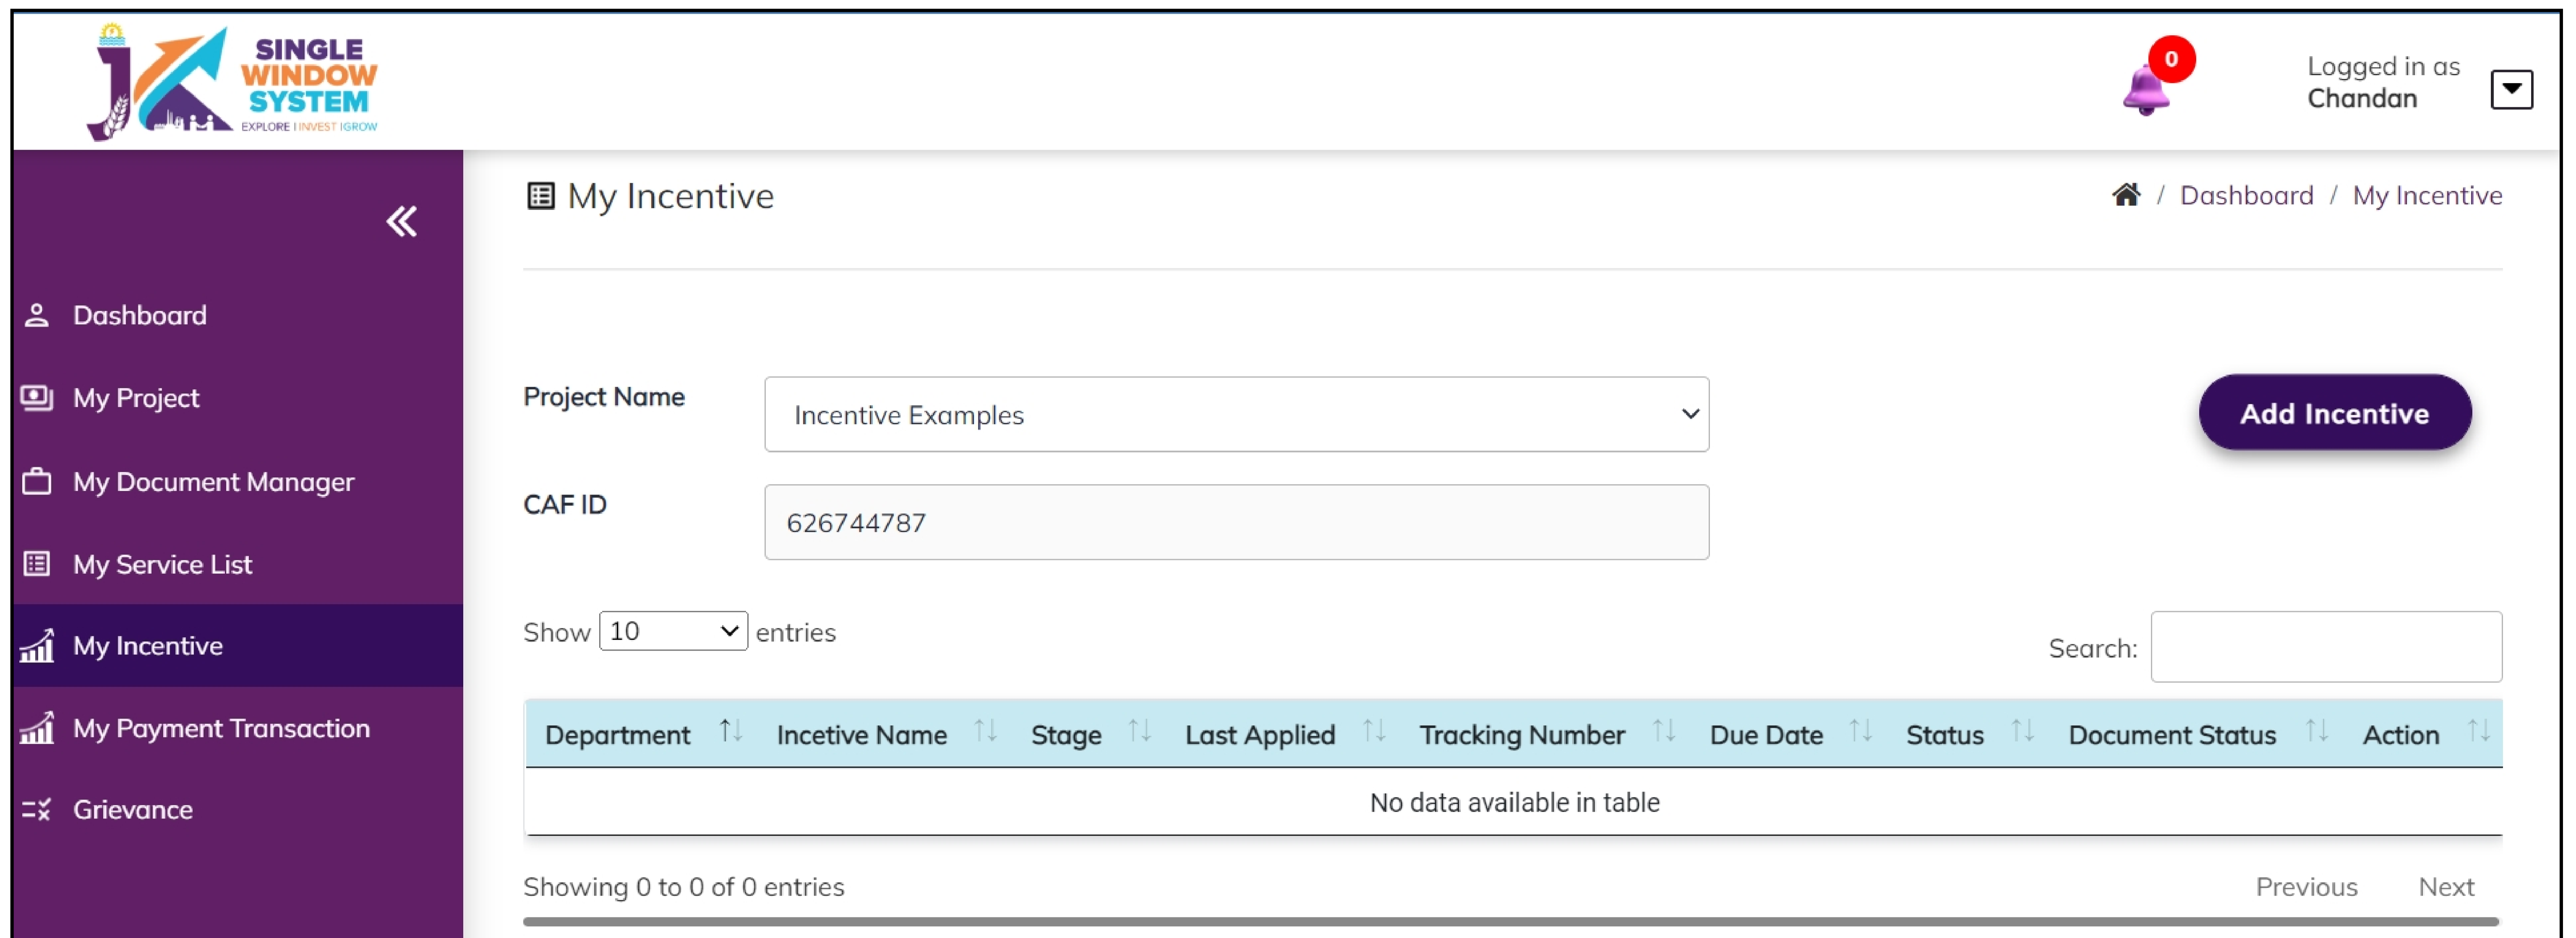 SINGLE
WINDOW
SYSTEM
EXPLORE | INVEST | GROW
0
Logged in as
Chandan
My Incentive
/ Dashboard / My Incentive
Dashboard
My Project
My Document Manager
My Service List
My Incentive
My Payment Transaction
Grievance
Project Name
Incentive Examples
Add Incentive
CAF ID
626744787
Show 10 entries
Search:
Department Incetive Name Stage Last Applied Tracking Number Due Date Status Document Status Action
No data available in table
Showing 0 to 0 of 0 entries
Previous Next